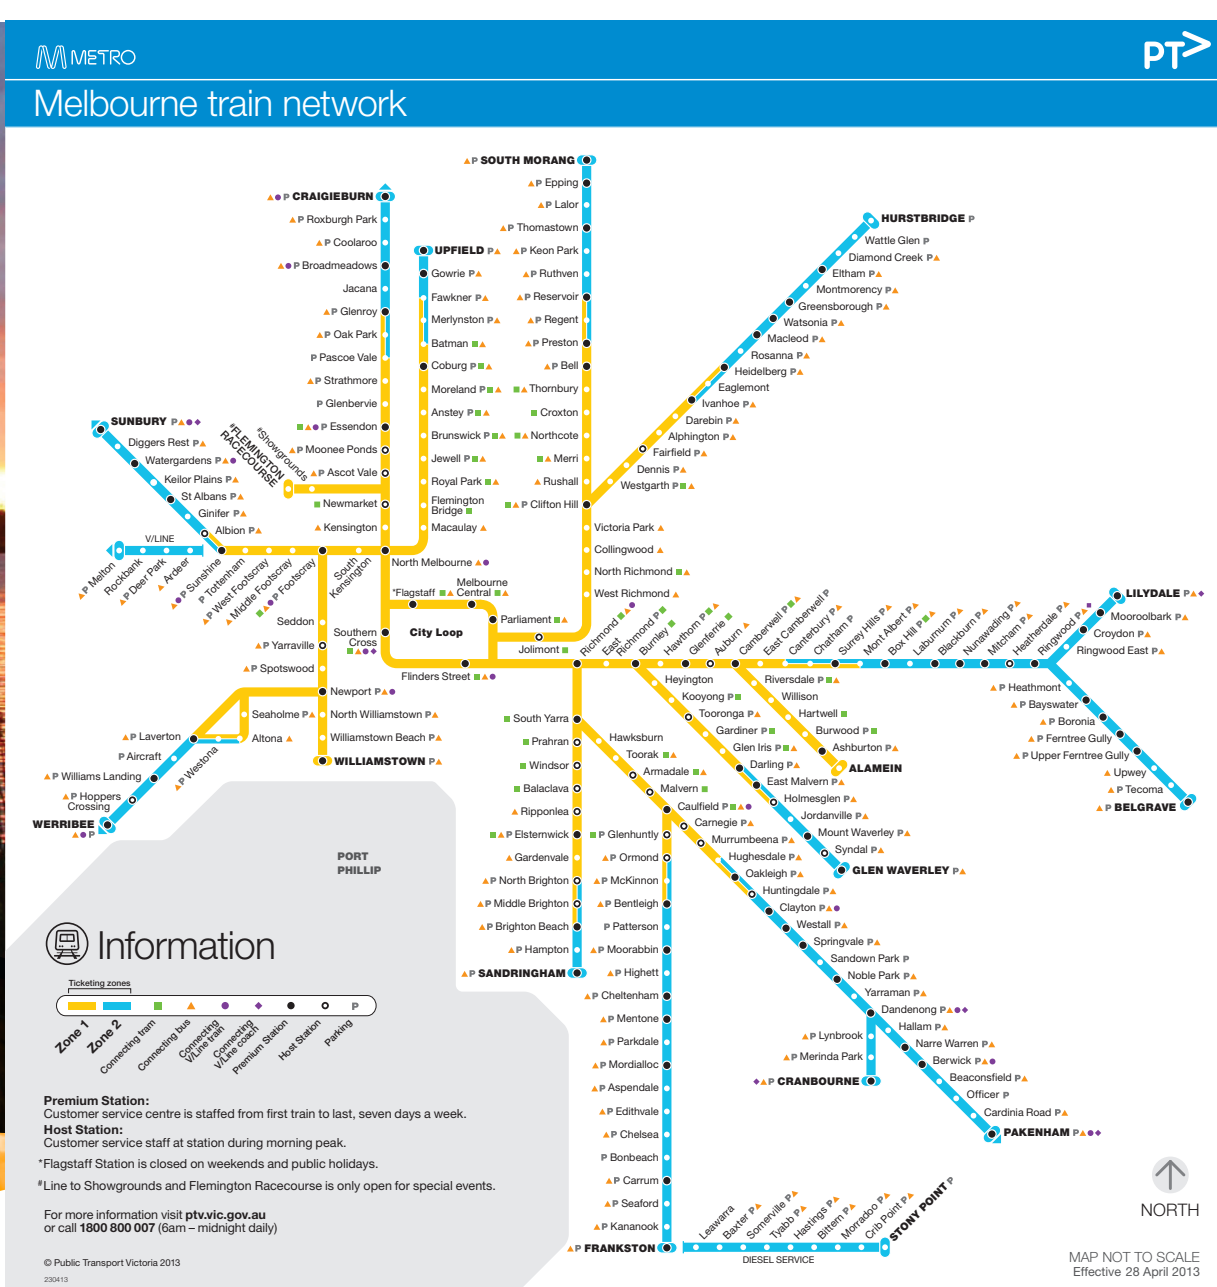 METRO
PT>
Melbourne train network
P SOUTH MORANG
P Epping
P Lalor
P Thomastown
P Keon Park
P Ruthven
P Reservoir
P Regent
P Preston
P Bell
Thornbury
Croxton
Northcote
Merri
Rushall
P Clifton Hill
Victoria Park
Collingwood
North Richmond
West Richmond
P CRAIGIEBURN
P Roxburgh Park
P Coolaroo
P Broadmeadows
Jacana
P Glenroy
P Oak Park
P Pascoe Vale
P Strathmore
P Glenbervie
P Essendon
P Moonee Ponds
P Ascot Vale
Newmarket
Kensington
#Showgrounds
#FLEMINGTON
RACECOURSE
UPFIELD P
Gowrie P
Fawkner P
Merlynston P
Batman
Coburg P
Moreland P
Anstey P
Brunswick P
Jewell P
Royal Park
Flemington
Bridge
Macaulay
North Melbourne
HURSTBRIDGE P
Wattle Glen P
Diamond Creek P
Eltham P
Montmorency P
Greensborough P
Watsonia P
Macleod P
Rosanna P
Heidelberg P
Eaglemont
Ivanhoe P
Darebin P
Alphington P
Fairfield P
Dennis P
Westgarth P
SUNBURY P
Diggers Rest P
Watergardens P
Keilor Plains P
St Albans P
Ginifer P
Albion P
V/LINE
P Melton
Rockbank
P Deer Park
Ardeer
P Sunshine
P Tottenham
P West Footscray
Middle Footscray
P Footscray
South
Kensington
Seddon
P Yarraville
P Spotswood
Newport P
North Williamstown P
Williamstown Beach P
WILLIAMSTOWN P
Seaholme P
Altona
P Westona
P Laverton
P Aircraft
P Williams Landing
P Hoppers
Crossing
WERRIBEE
P
*Flagstaff
Melbourne
Central
Parliament
City Loop
Southern
Cross
Flinders Street
Jolimont
Richmond
East
Richmond P
Burnley
Hawthorn P
Glenferrie
Auburn
Camberwell P
East Camberwell P
Canterbury P
Chatham P
Surrey Hills P
Mont Albert P
Box Hill P
Laburnum P
Blackburn P
Nunawading P
Mitcham P
Heatherdale P
Ringwood P
LILYDALE P
Mooroolbark P
Croydon P
Ringwood East P
P Heathmont
P Bayswater
P Boronia
P Ferntree Gully
P Upper Ferntree Gully
Upwey
P Tecoma
P BELGRAVE
Riversdale P
Willison
Hartwell
Burwood P
Ashburton P
ALAMEIN
Heyington
Kooyong P
Tooronga P
Gardiner P
Glen Iris P
Darling P
East Malvern P
Holmesglen P
Jordanville P
Mount Waverley P
Syndal P
GLEN WAVERLEY P
South Yarra
Prahran
Windsor
Balaclava
Ripponlea
P Elsternwick
Gardenvale
P North Brighton
P Middle Brighton
P Brighton Beach
P Hampton
P SANDRINGHAM
Hawksburn
Toorak
Armadale
Malvern
Caulfield P
Carnegie P
Murrumbeena P
Hughesdale P
Oakleigh P
Huntingdale P
Clayton P
Westall P
Springvale P
Sandown Park P
Noble Park P
Yarraman P
Dandenong P
Hallam P
Narre Warren P
Berwick P
Beaconsfield P
Officer P
Cardinia Road P
PAKENHAM P
P Lynbrook
P Merinda Park
P CRANBOURNE
P Glenhuntly
P Ormond
P McKinnon
P Bentleigh
P Patterson
P Moorabbin
P Highett
P Cheltenham
P Mentone
P Parkdale
P Mordialloc
P Aspendale
P Edithvale
P Chelsea
P Bonbeach
P Carrum
P Seaford
P Kananook
P FRANKSTON
Leawarra
Baxter P
Somerville P
Tyabb P
Hastings P
Bittern P
Morradoo P
Crib Point P
STONY POINT P
DIESEL SERVICE
PORT
PHILLIP
Information
Ticketing zones
P
Zone 1
Zone 2
Connecting tram
Connecting bus
Connecting
V/Line train
Connecting
V/Line coach
Premium Station
Host Station
Parking
Premium Station:
Customer service centre is staffed from first train to last, seven days a week.
Host Station:
Customer service staff at station during morning peak.
*Flagstaff Station is closed on weekends and public holidays.
#Line to Showgrounds and Flemington Racecourse is only open for special events.
For more information visit ptv.vic.gov.au
or call 1800 800 007 (6am – midnight daily)
© Public Transport Victoria 2013
230413
NORTH
MAP NOT TO SCALE
Effective 28 April 2013